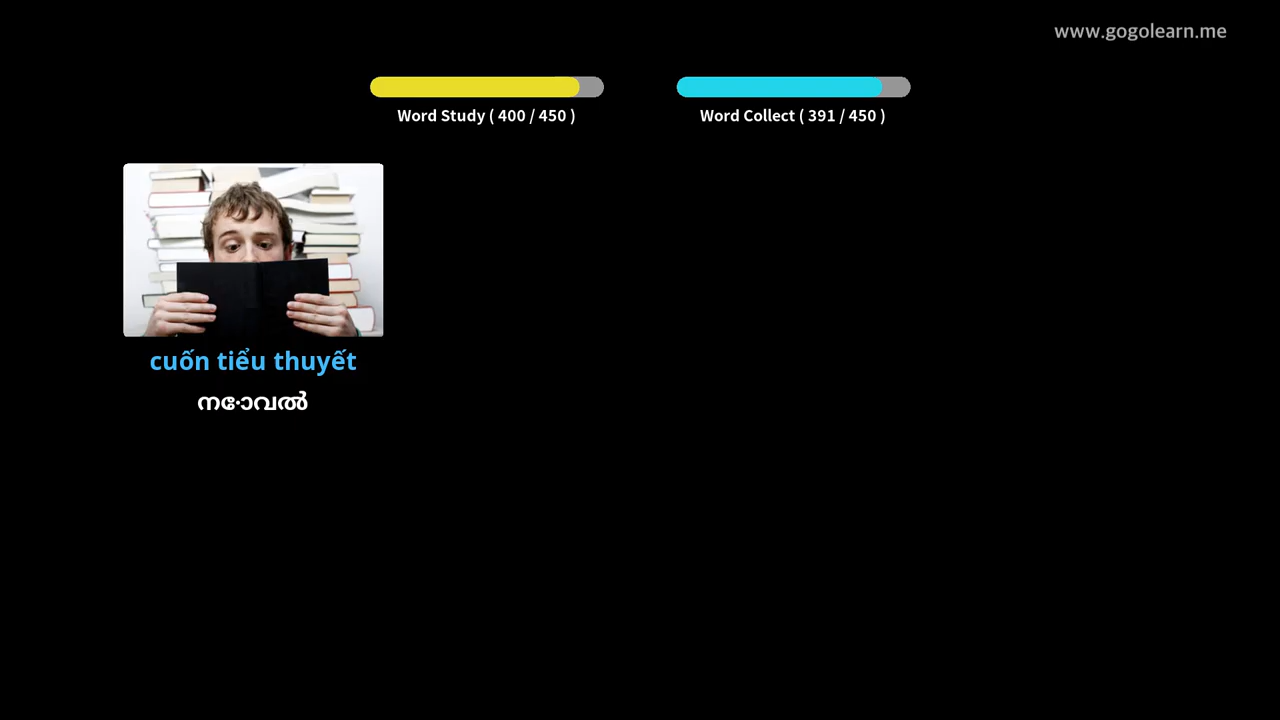 www.gogolearn.me
Word Study ( 400 / 450 )
Word Collect ( 391 / 450 )
cuốn tiểu thuyết
നോവൽ